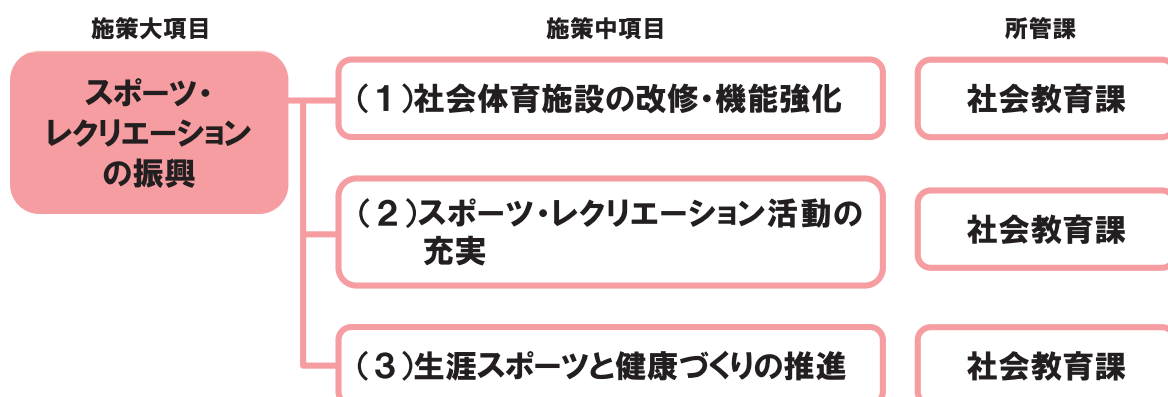 施策大項目
施策中項目
所管課
スポーツ・
レクリエーション
の振興
(1)社会体育施設の改修・機能強化
社会教育課
(2)スポーツ・レクリエーション活動の
充実
社会教育課
(3)生涯スポーツと健康づくりの推進
社会教育課